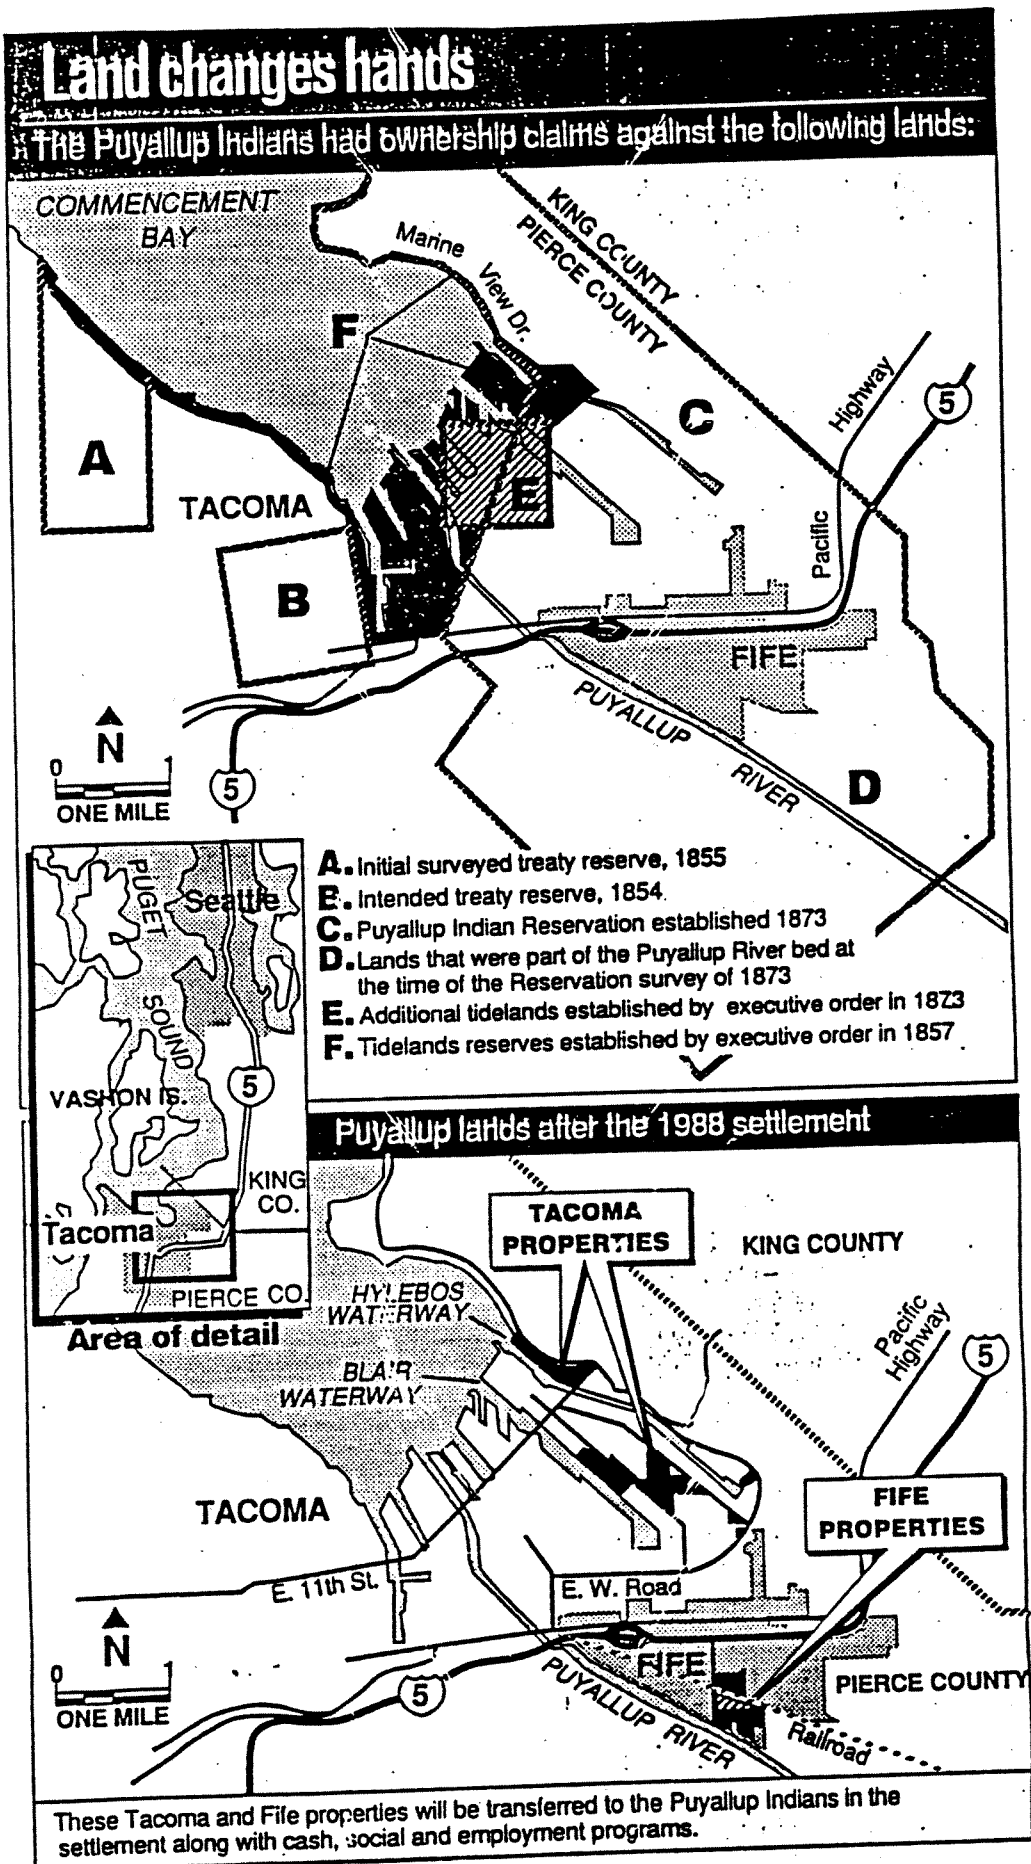 Land changes hands
The Puyallup Indians had ownership claims against the following lands:
COMMENCEMENT
BAY
Marine
View Dr.
KING COUNTY
PIERCE COUNTY
F
Highway
5
C
A
E
TACOMA
Pacific
B
FIFE
PUYALLUP
RIVER
D
N
0 1
ONE MILE
5
A. Initial surveyed treaty reserve, 1855
B. Intended treaty reserve, 1854
C. Puyallup Indian Reservation established 1873
D. Lands that were part of the Puyallup River bed at
the time of the Reservation survey of 1873
E. Additional tidelands established by executive order in 1873
F. Tidelands reserves established by executive order in 1857
PUGET
SOUND
Seattle
5
VASHON IS.
KING
CO.
Tacoma
PIERCE CO.
Area of detail
Puyallup lands after the 1988 settlement
TACOMA
PROPERTIES
KING COUNTY
HYLEBOS
WATERWAY
Pacific
Highway
5
BLAIR
WATERWAY
FIFE
PROPERTIES
TACOMA
E. 11th St.
E. W. Road
N
0 1
ONE MILE
FIFE
5
PUYALLUP RIVER
PIERCE COUNTY
Railroad
These Tacoma and Fife properties will be transferred to the Puyallup Indians in the
settlement along with cash, social and employment programs.